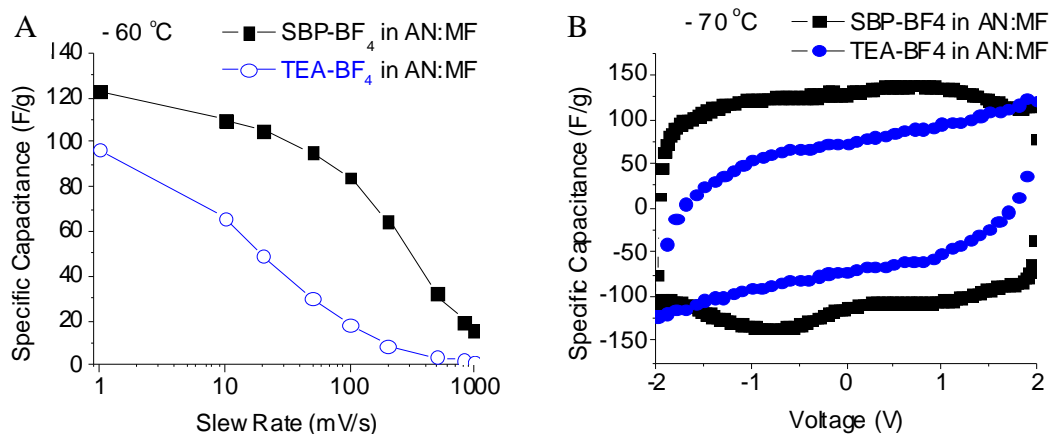 A
- 60 °C
SBP-BF4 in AN:MF
TEA-BF4 in AN:MF
140
120
100
80
60
40
20
0
Specific Capacitance (F/g)
1
10
100
1000
Slew Rate (mV/s)
B
- 70 °C
SBP-BF4 in AN:MF
TEA-BF4 in AN:MF
150
100
50
0
-50
-100
-150
Specific Capacitance (F/g)
-2
-1
0
1
2
Voltage (V)